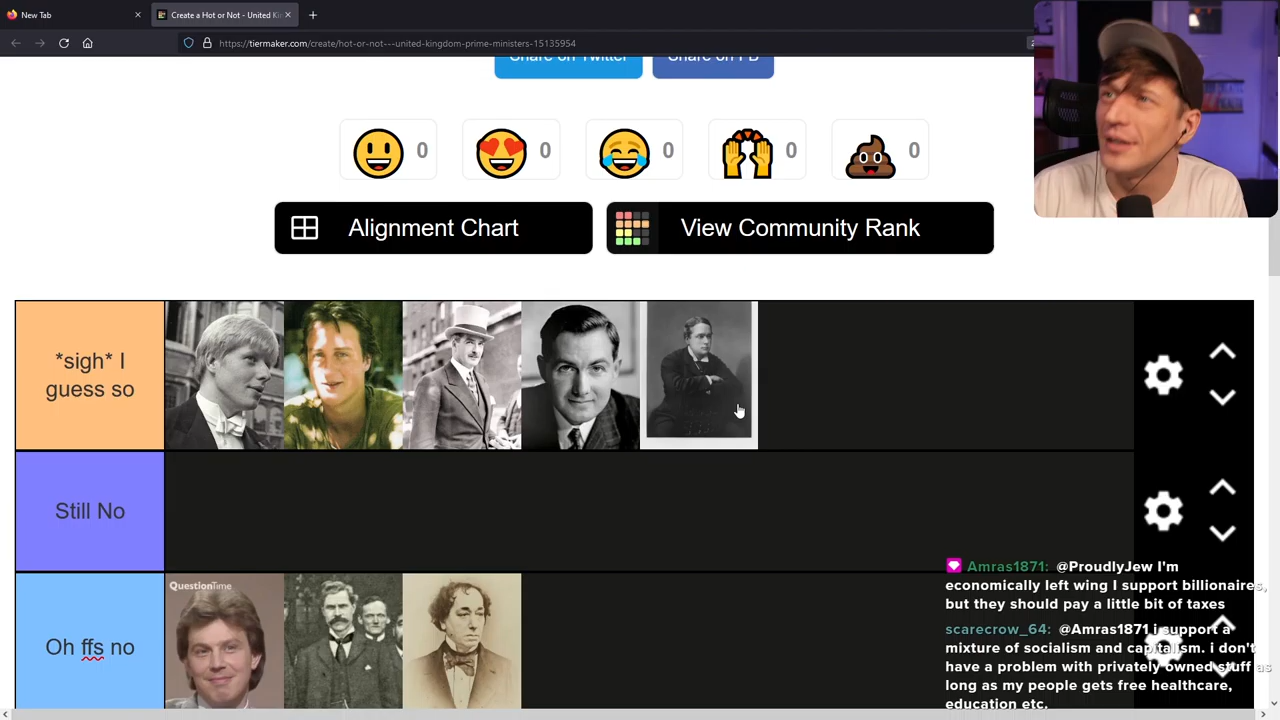 New Tab
Create a Hot or Not - United Ki
https://tiermaker.com/create/hot-or-not---united-kingdom-prime-ministers-15135954
Share on Twitter
Share on FB
0
0
0
0
0
Alignment Chart
View Community Rank
*sigh* I
guess so
Still No
QuestionTime
Oh ffs no
Amras1871: @ProudlyJew I'm
economically left wing I support billionaires,
but they should pay a little bit of taxes
scarecrow_64: @Amras1871 i support a
mixture of socialism and capitalism. i don't
have a problem with privately owned stuff as
long as my people gets free healthcare,
education etc.